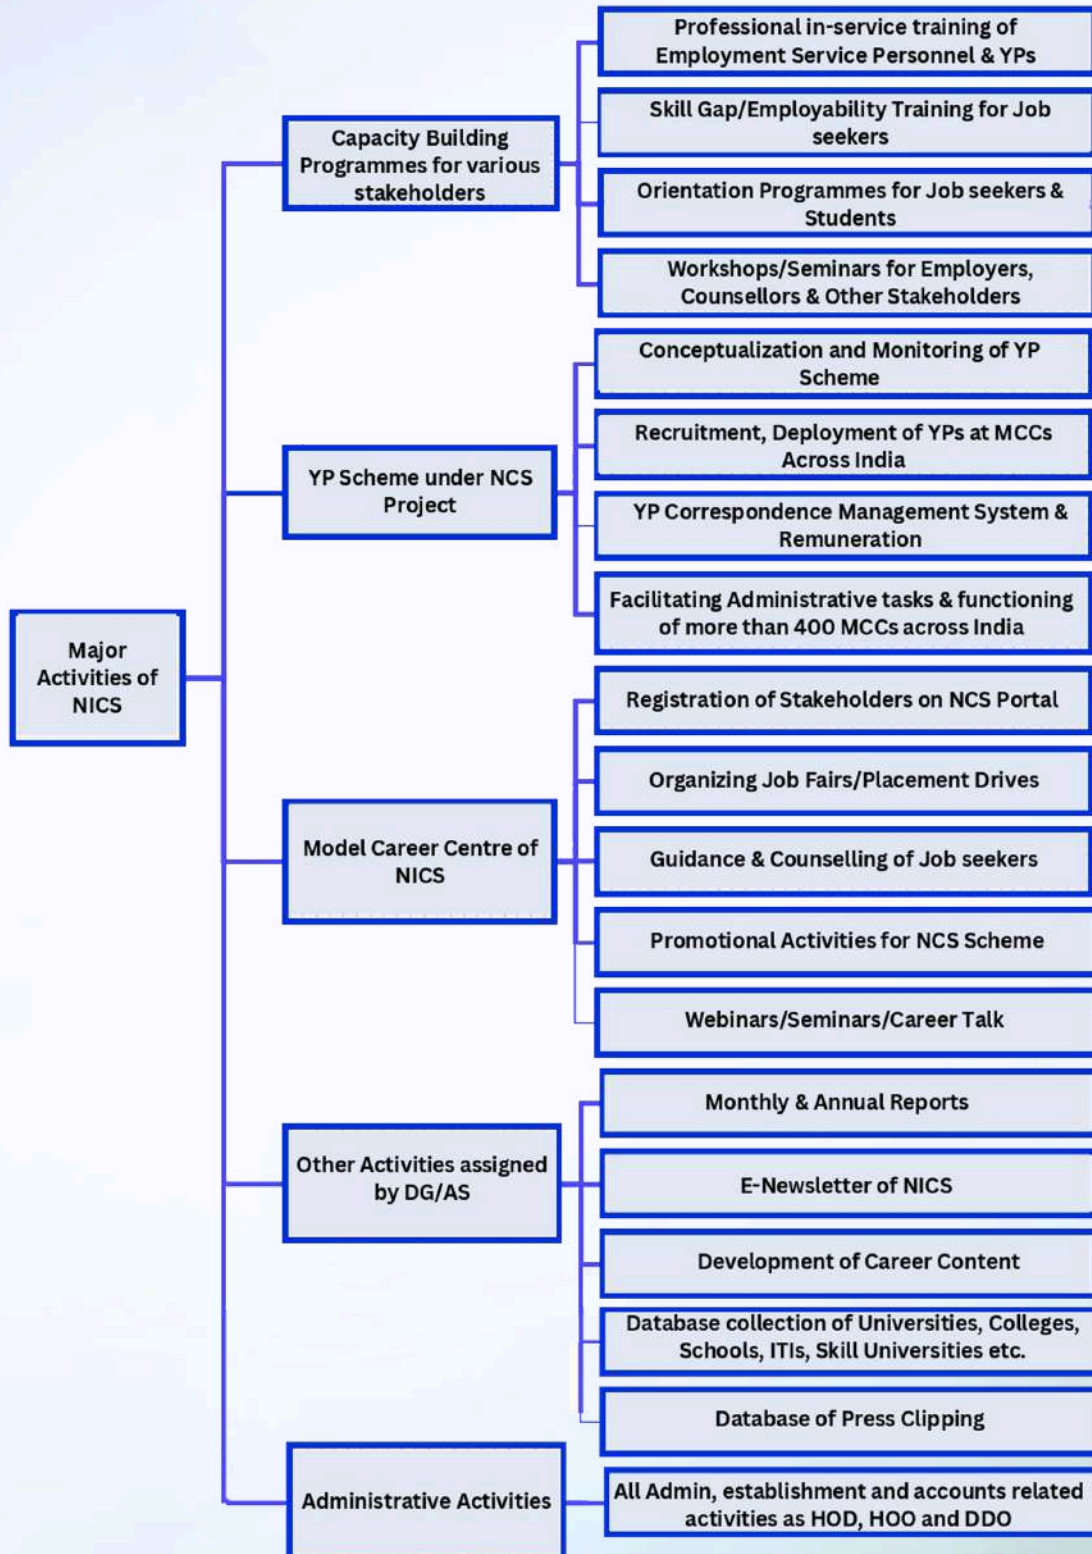 Major
Activities of
NICS
Capacity Building
Programmes for various
stakeholders
Professional in-service training of
Employment Service Personnel & YPs
Skill Gap/Employability Training for Job
seekers
Orientation Programmes for Job seekers &
Students
Workshops/Seminars for Employers,
Counsellors & Other Stakeholders
YP Scheme under NCS
Project
Conceptualization and Monitoring of YP
Scheme
Recruitment, Deployment of YPs at MCCs
Across India
YP Correspondence Management System &
Remuneration
Facilitating Administrative tasks & functioning
of more than 400 MCCs across India
Model Career Centre of
NICS
Registration of Stakeholders on NCS Portal
Organizing Job Fairs/Placement Drives
Guidance & Counselling of Job seekers
Promotional Activities for NCS Scheme
Webinars/Seminars/Career Talk
Other Activities assigned
by DG/AS
Monthly & Annual Reports
E-Newsletter of NICS
Development of Career Content
Database collection of Universities, Colleges,
Schools, ITIs, Skill Universities etc.
Database of Press Clipping
Administrative Activities
All Admin, establishment and accounts related
activities as HOD, HOO and DDO